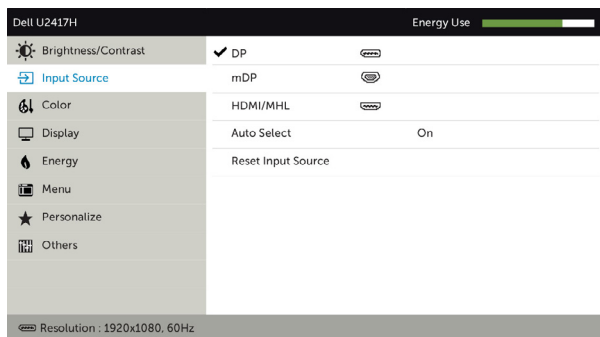 Dell U2417H
Energy Use
Brightness/Contrast
Input Source
Color
Display
Energy
Menu
Personalize
Others
DP
mDP
HDMI/MHL
Auto Select On
Reset Input Source
Resolution : 1920x1080, 60Hz